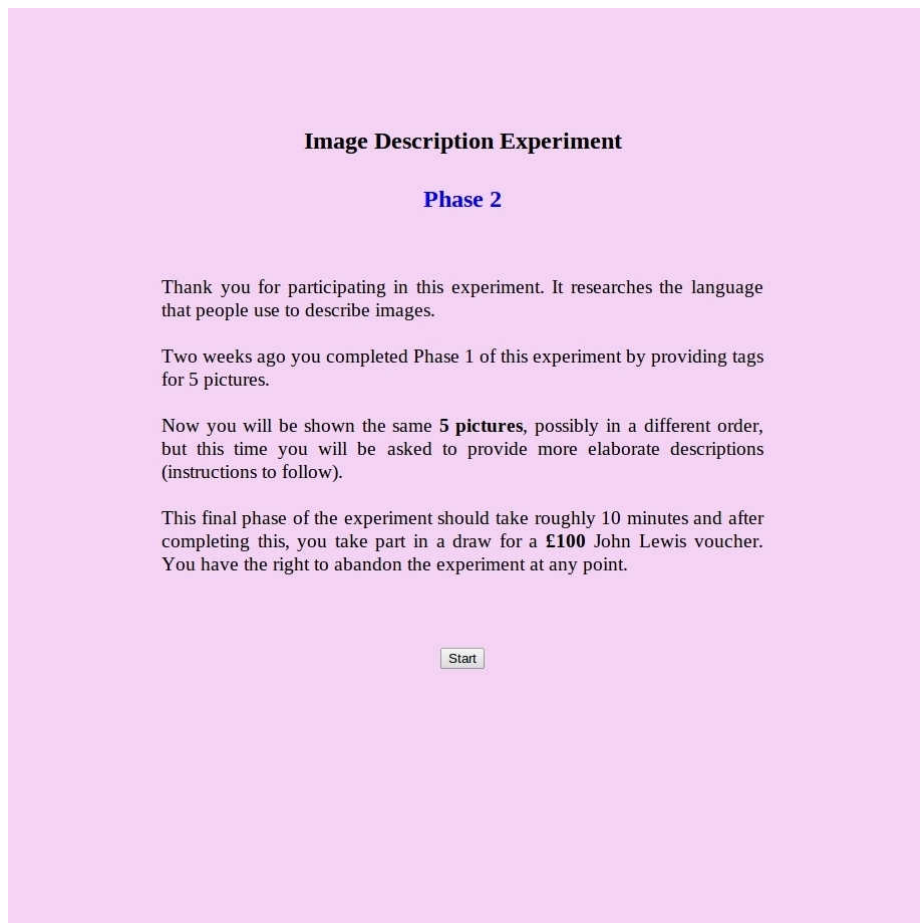 Image Description Experiment
Phase 2
Thank you for participating in this experiment. It researches the language
that people use to describe images.
Two weeks ago you completed Phase 1 of this experiment by providing tags
for 5 pictures.
Now you will be shown the same 5 pictures, possibly in a different order,
but this time you will be asked to provide more elaborate descriptions
(instructions to follow).
This final phase of the experiment should take roughly 10 minutes and after
completing this, you take part in a draw for a £100 John Lewis voucher.
You have the right to abandon the experiment at any point.
Start